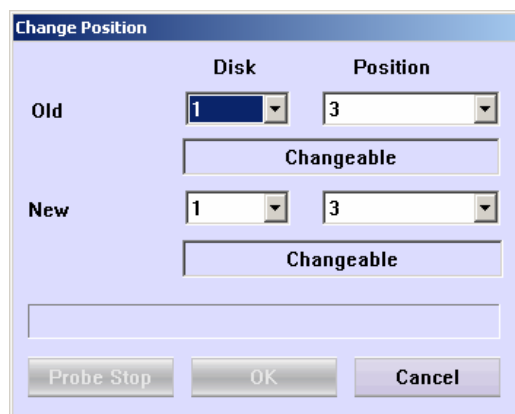 Change Position
Disk Position
Old 1 3
Changeable
New 1 3
Changeable
Probe Stop OK Cancel